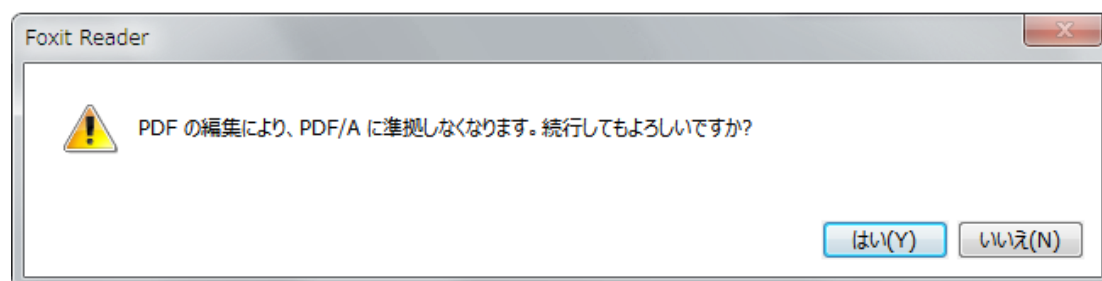 Foxit Reader
PDF の編集により、PDF/A に準拠しなくなります。続行してもよろしいですか?
はい(Y) いいえ(N)